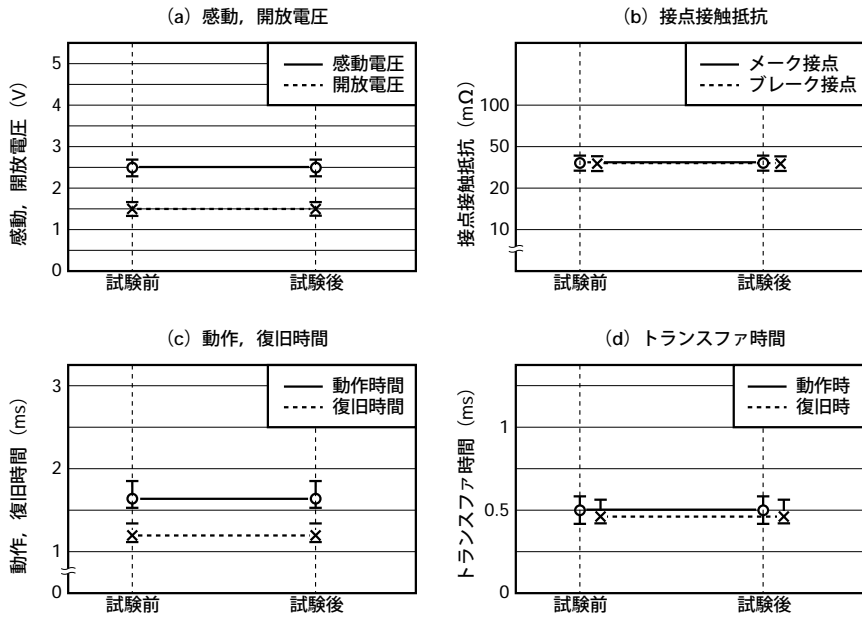 (a) 感動，開放電圧
感動，開放電圧（V）
5
4
3
2
1
0
感動電圧
開放電圧
試験前
試験後
(b) 接点接触抵抗
接点接触抵抗（mΩ）
100
50
20
10
メーク接点
ブレーク接点
試験前
試験後
(c) 動作，復旧時間
動作，復旧時間（ms）
3
2
1
0
動作時間
復旧時間
試験前
試験後
(d) トランスファ時間
トランスファ時間（ms）
1
0.5
0
動作時
復旧時
試験前
試験後